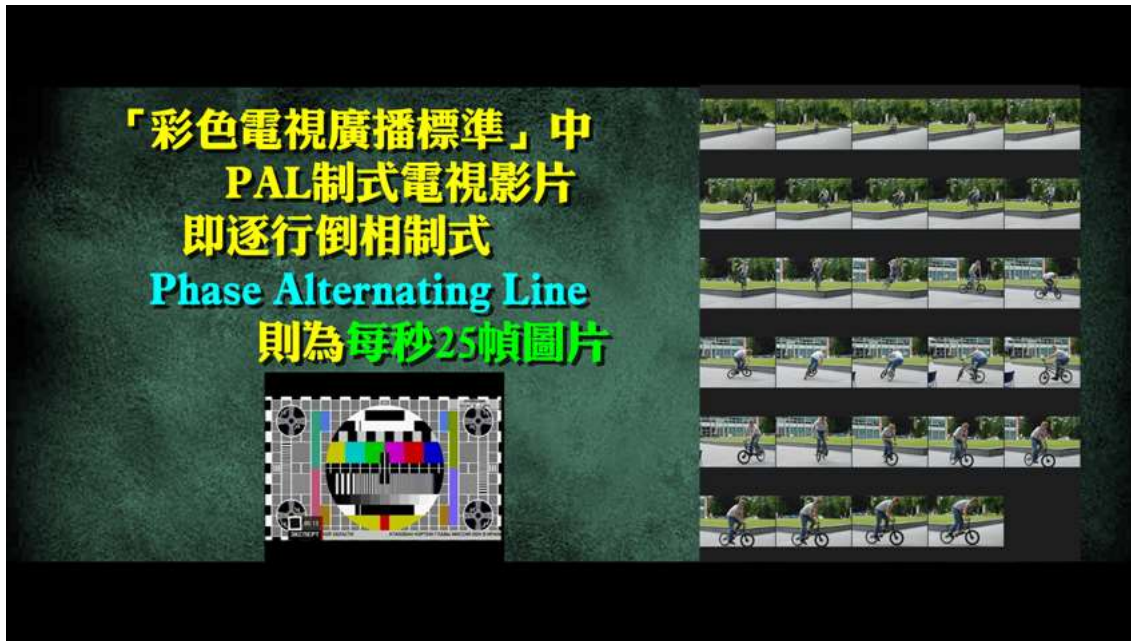 「彩色電視廣播標準」中
PAL制式電視影片
即逐行倒相制式
Phase Alternating Line
則為每秒25幀圖片
ЭКСПЕРТ